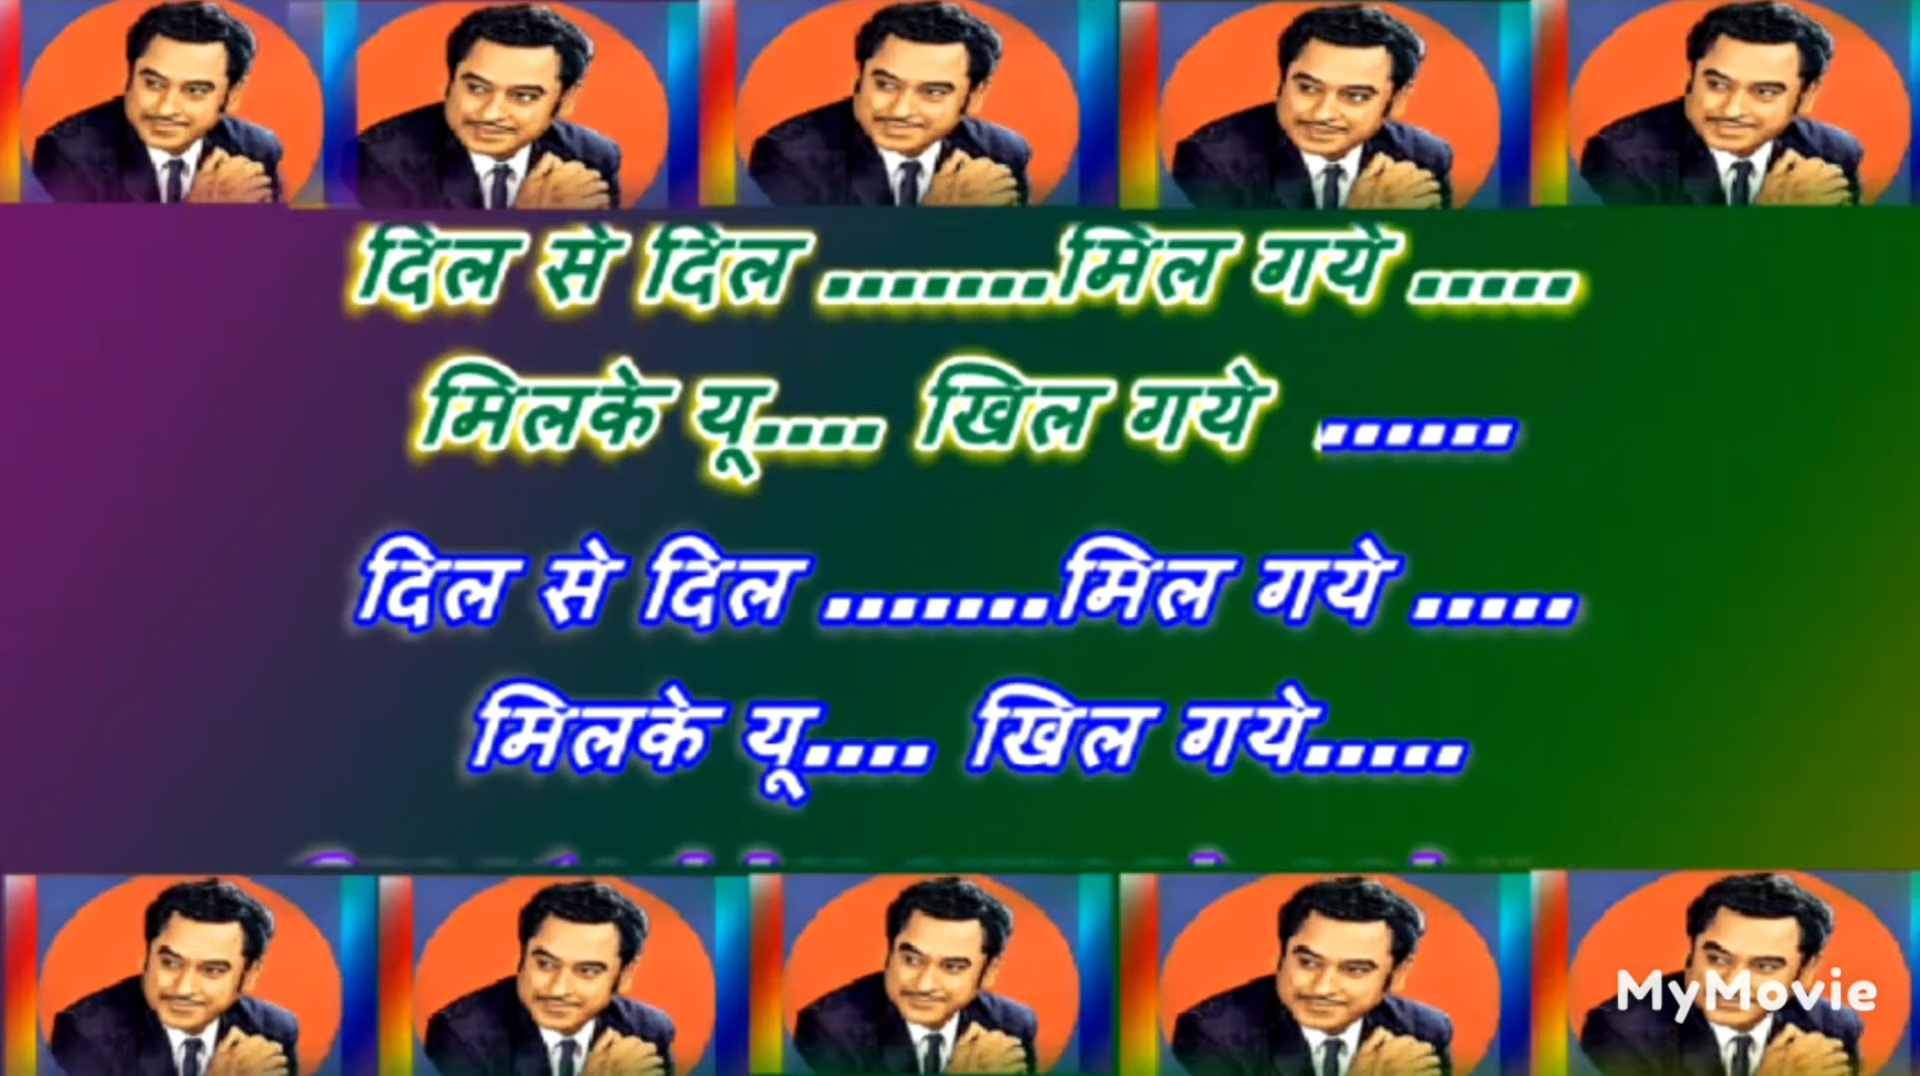 दिल से दिल .......मिल गये .....
मिलके यू.... खिल गये ......
दिल से दिल .......मिल गये .....
मिलके यू.... खिल गये.....
MyMovie